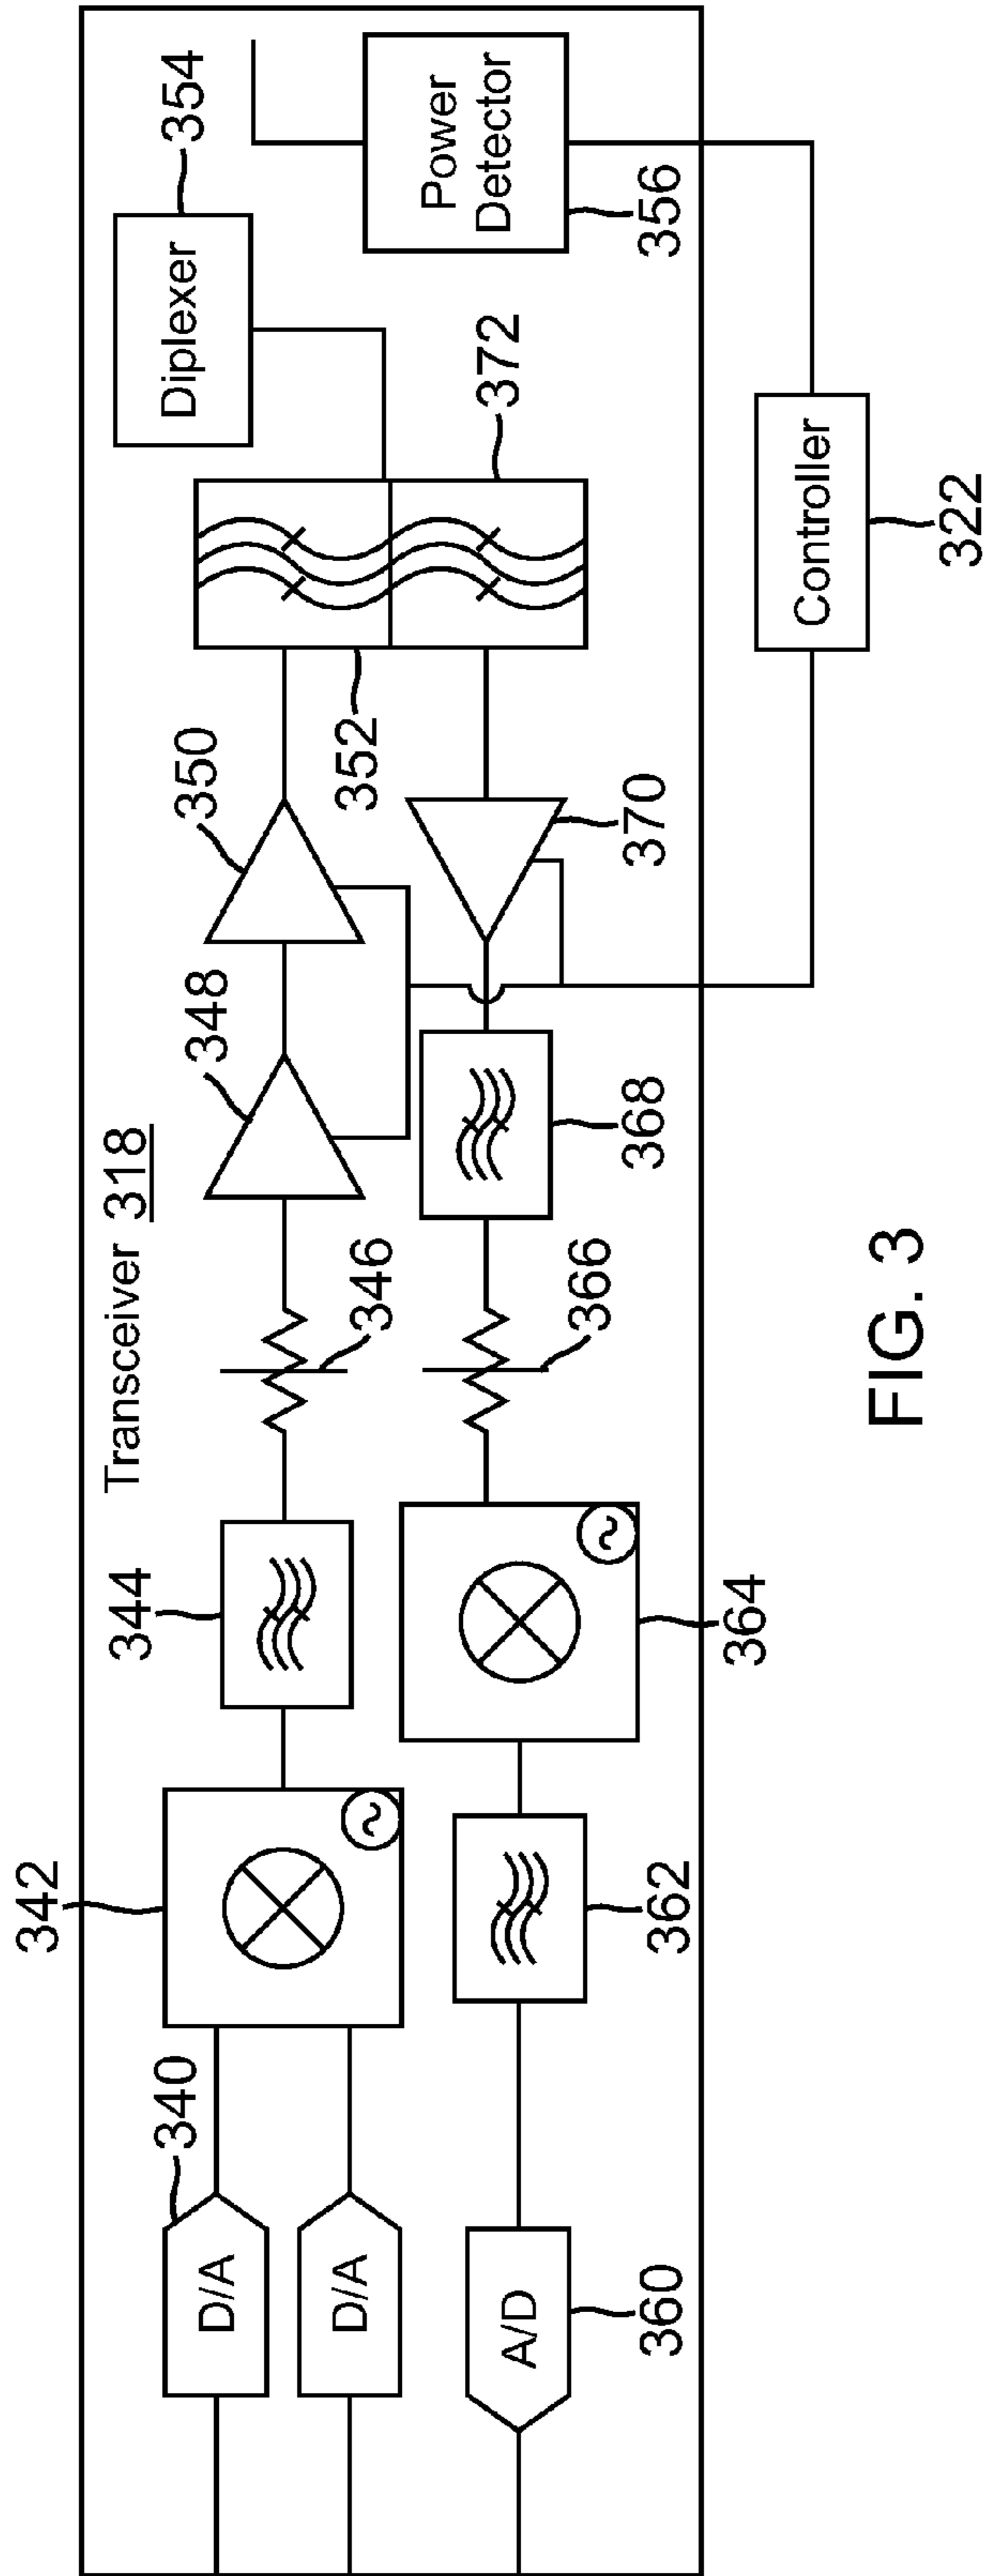 Transceiver 318
342
344
348
350
354
Diplexer
340
346
352
372
Power
Detector
356
D/A
D/A
366
370
A/D
368
360
362
364
Controller
322
FIG. 3